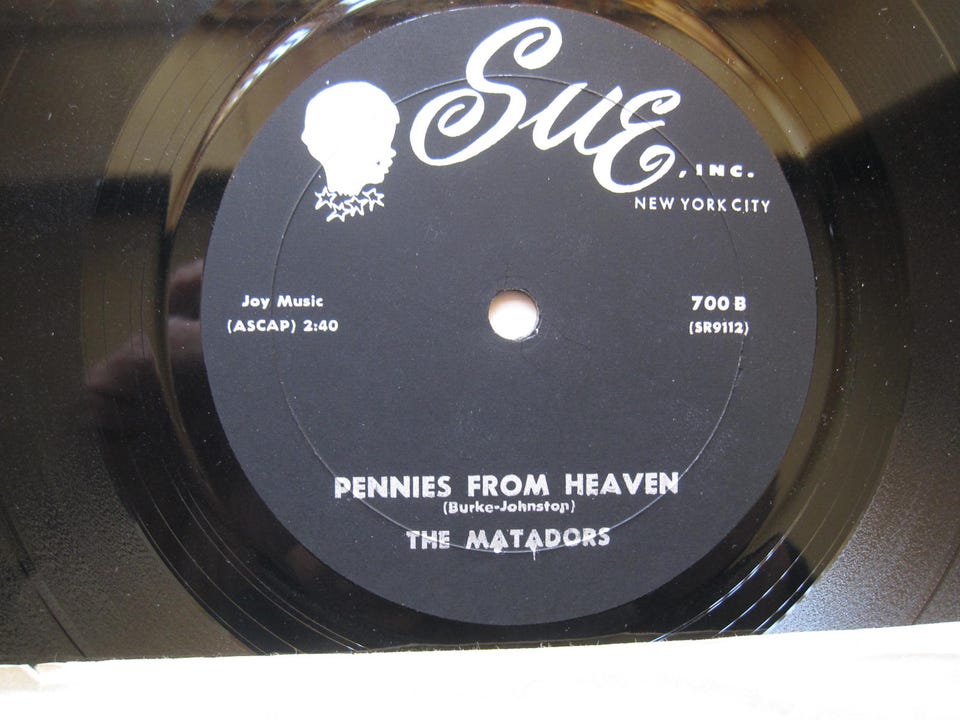 Sue, INC.
NEW YORK CITY
Joy Music
(ASCAP) 2:40
700 B
(SR9112)
PENNIES FROM HEAVEN
(Burke-Johnston)
THE MATADORS